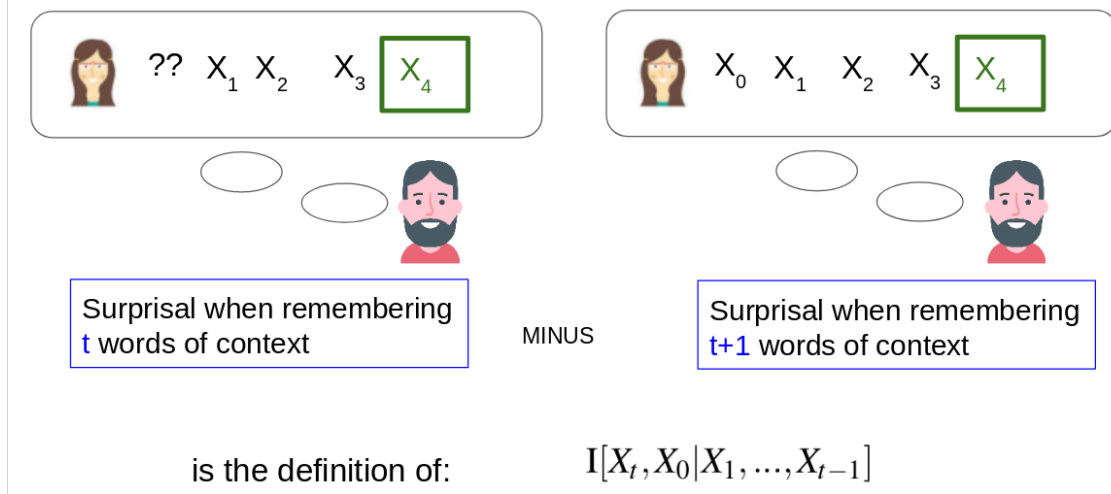 ?? X₁ X₂ X₃ X₄
X₀ X₁ X₂ X₃ X₄
Surprisal when remembering
t words of context
MINUS
Surprisal when remembering
t+1 words of context
is the definition of: I[Xₜ, X₀|X₁, ..., Xₜ₋₁]